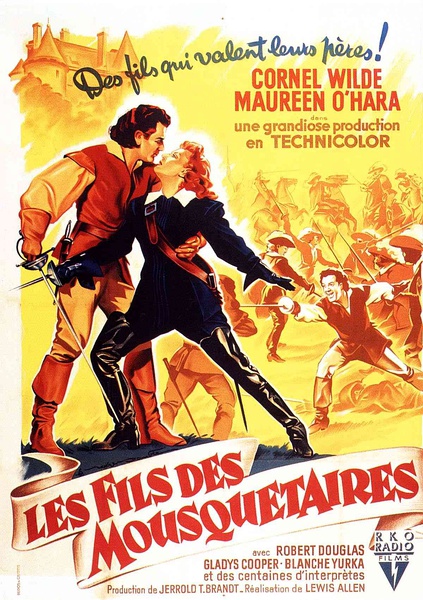 Des fils qui valent leurs pères!
CORNEL WILDE
MAUREEN O'HARA
dans
une grandiose production
en TECHNICOLOR
LES FILS DES
MOUSQUETAIRES
avec ROBERT DOUGLAS
GLADYS COOPER · BLANCHE YURKA
et des centaines d'interprètes
Production de JERROLD T. BRANDT - Réalisation de LEWIS ALLEN
RKO
RADIO
FILMS